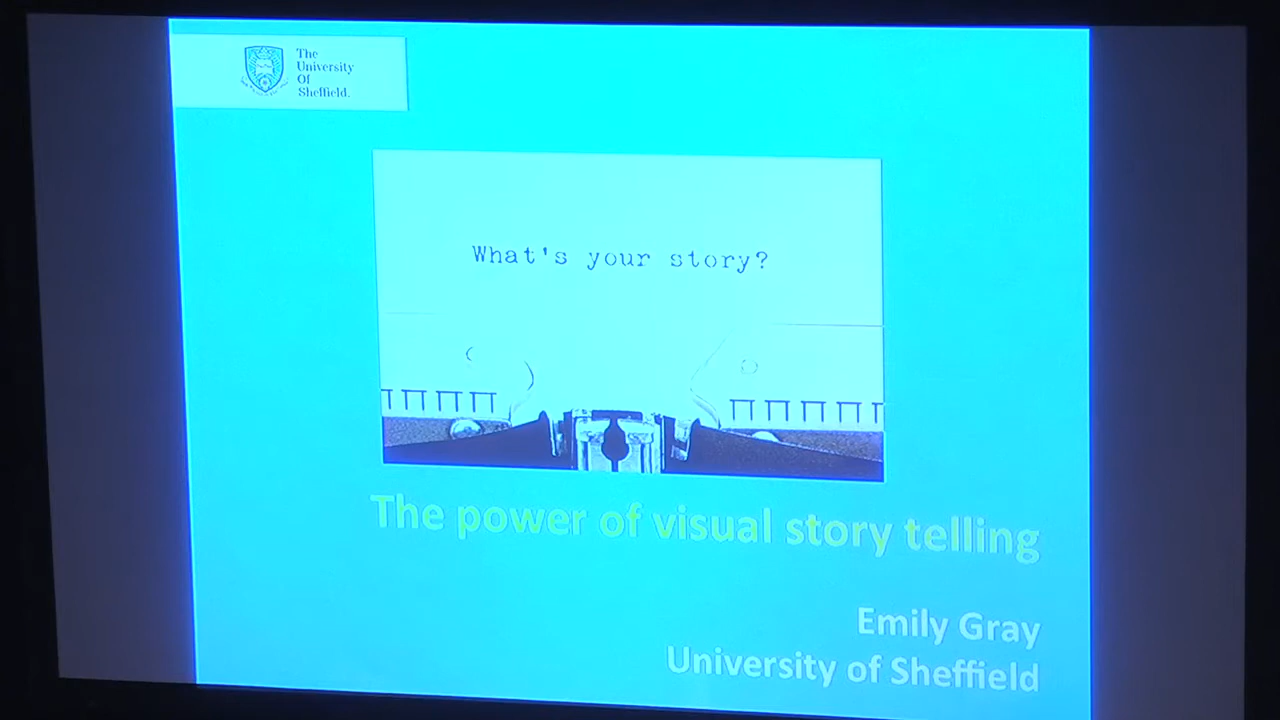 The
University
Of
Sheffield.
What's your story?
The power of visual story telling
Emily Gray
University of Sheffield